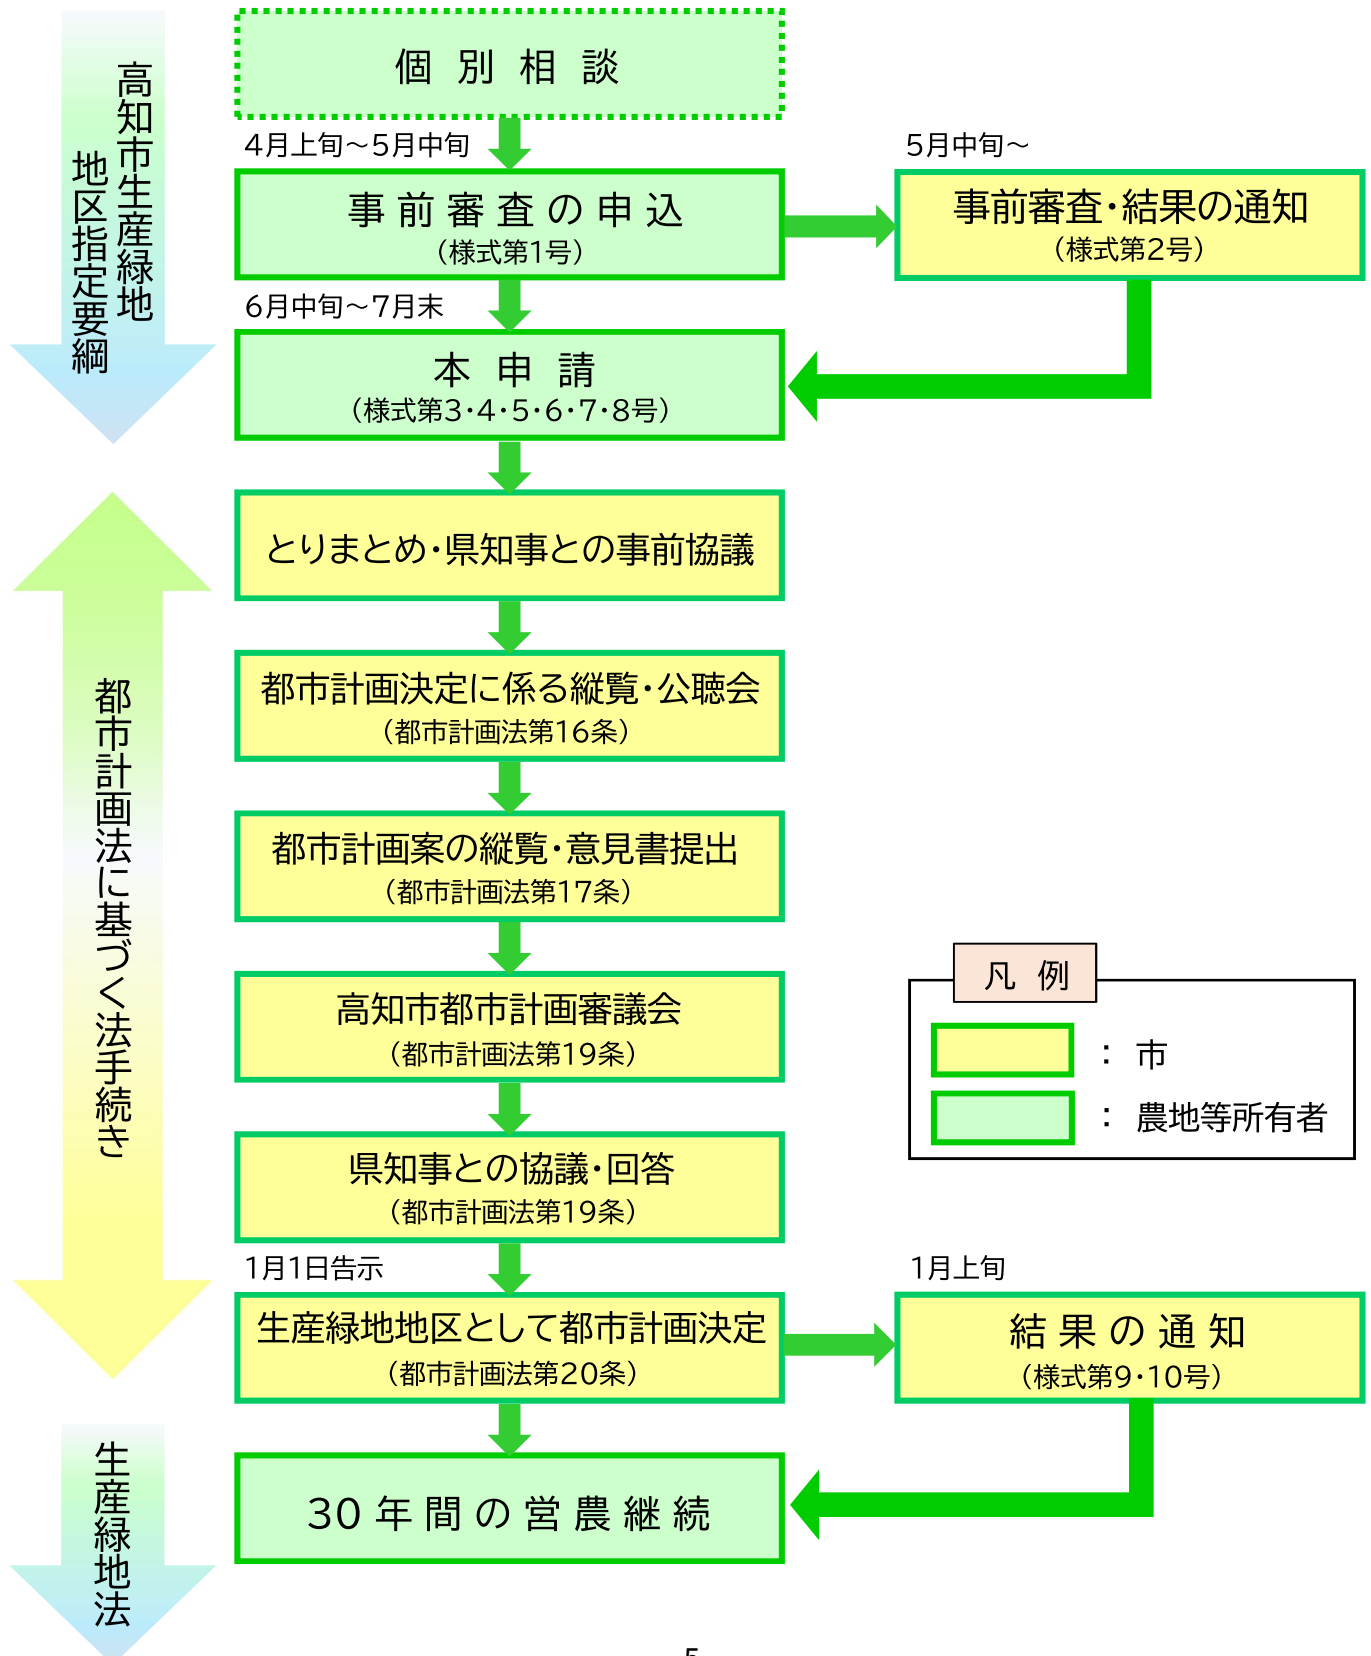 高知市生産緑地
地区指定要綱
個別相談
4月上旬～5月中旬
事前審査の申込
（様式第1号）
5月中旬～
事前審査・結果の通知
（様式第2号）
6月中旬～7月末
本申請
（様式第3・4・5・6・7・8号）
都市計画法に基づく法手続き
とりまとめ・県知事との事前協議
都市計画決定に係る縦覧・公聴会
（都市計画法第16条）
都市計画案の縦覧・意見書提出
（都市計画法第17条）
高知市都市計画審議会
（都市計画法第19条）
県知事との協議・回答
（都市計画法第19条）
凡例
：市
：農地等所有者
1月1日告示
生産緑地地区として都市計画決定
（都市計画法第20条）
1月上旬
結果の通知
（様式第9・10号）
生産緑地法
30年間の営農継続
5